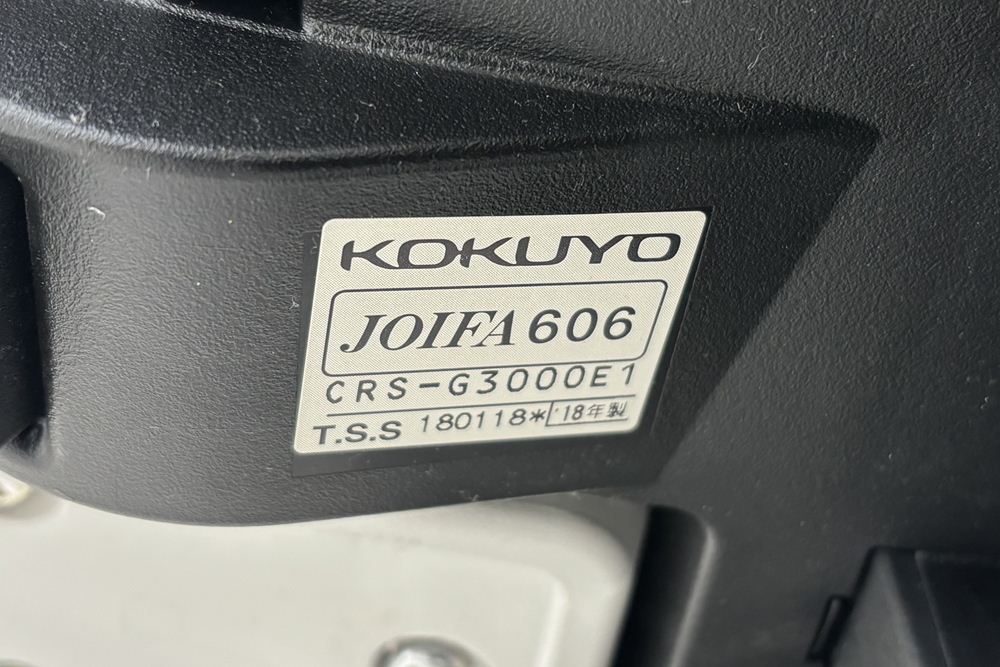 KOKUYO
JOIFA 606
CRS-G3000E1
T.S.S 180118* '18年製